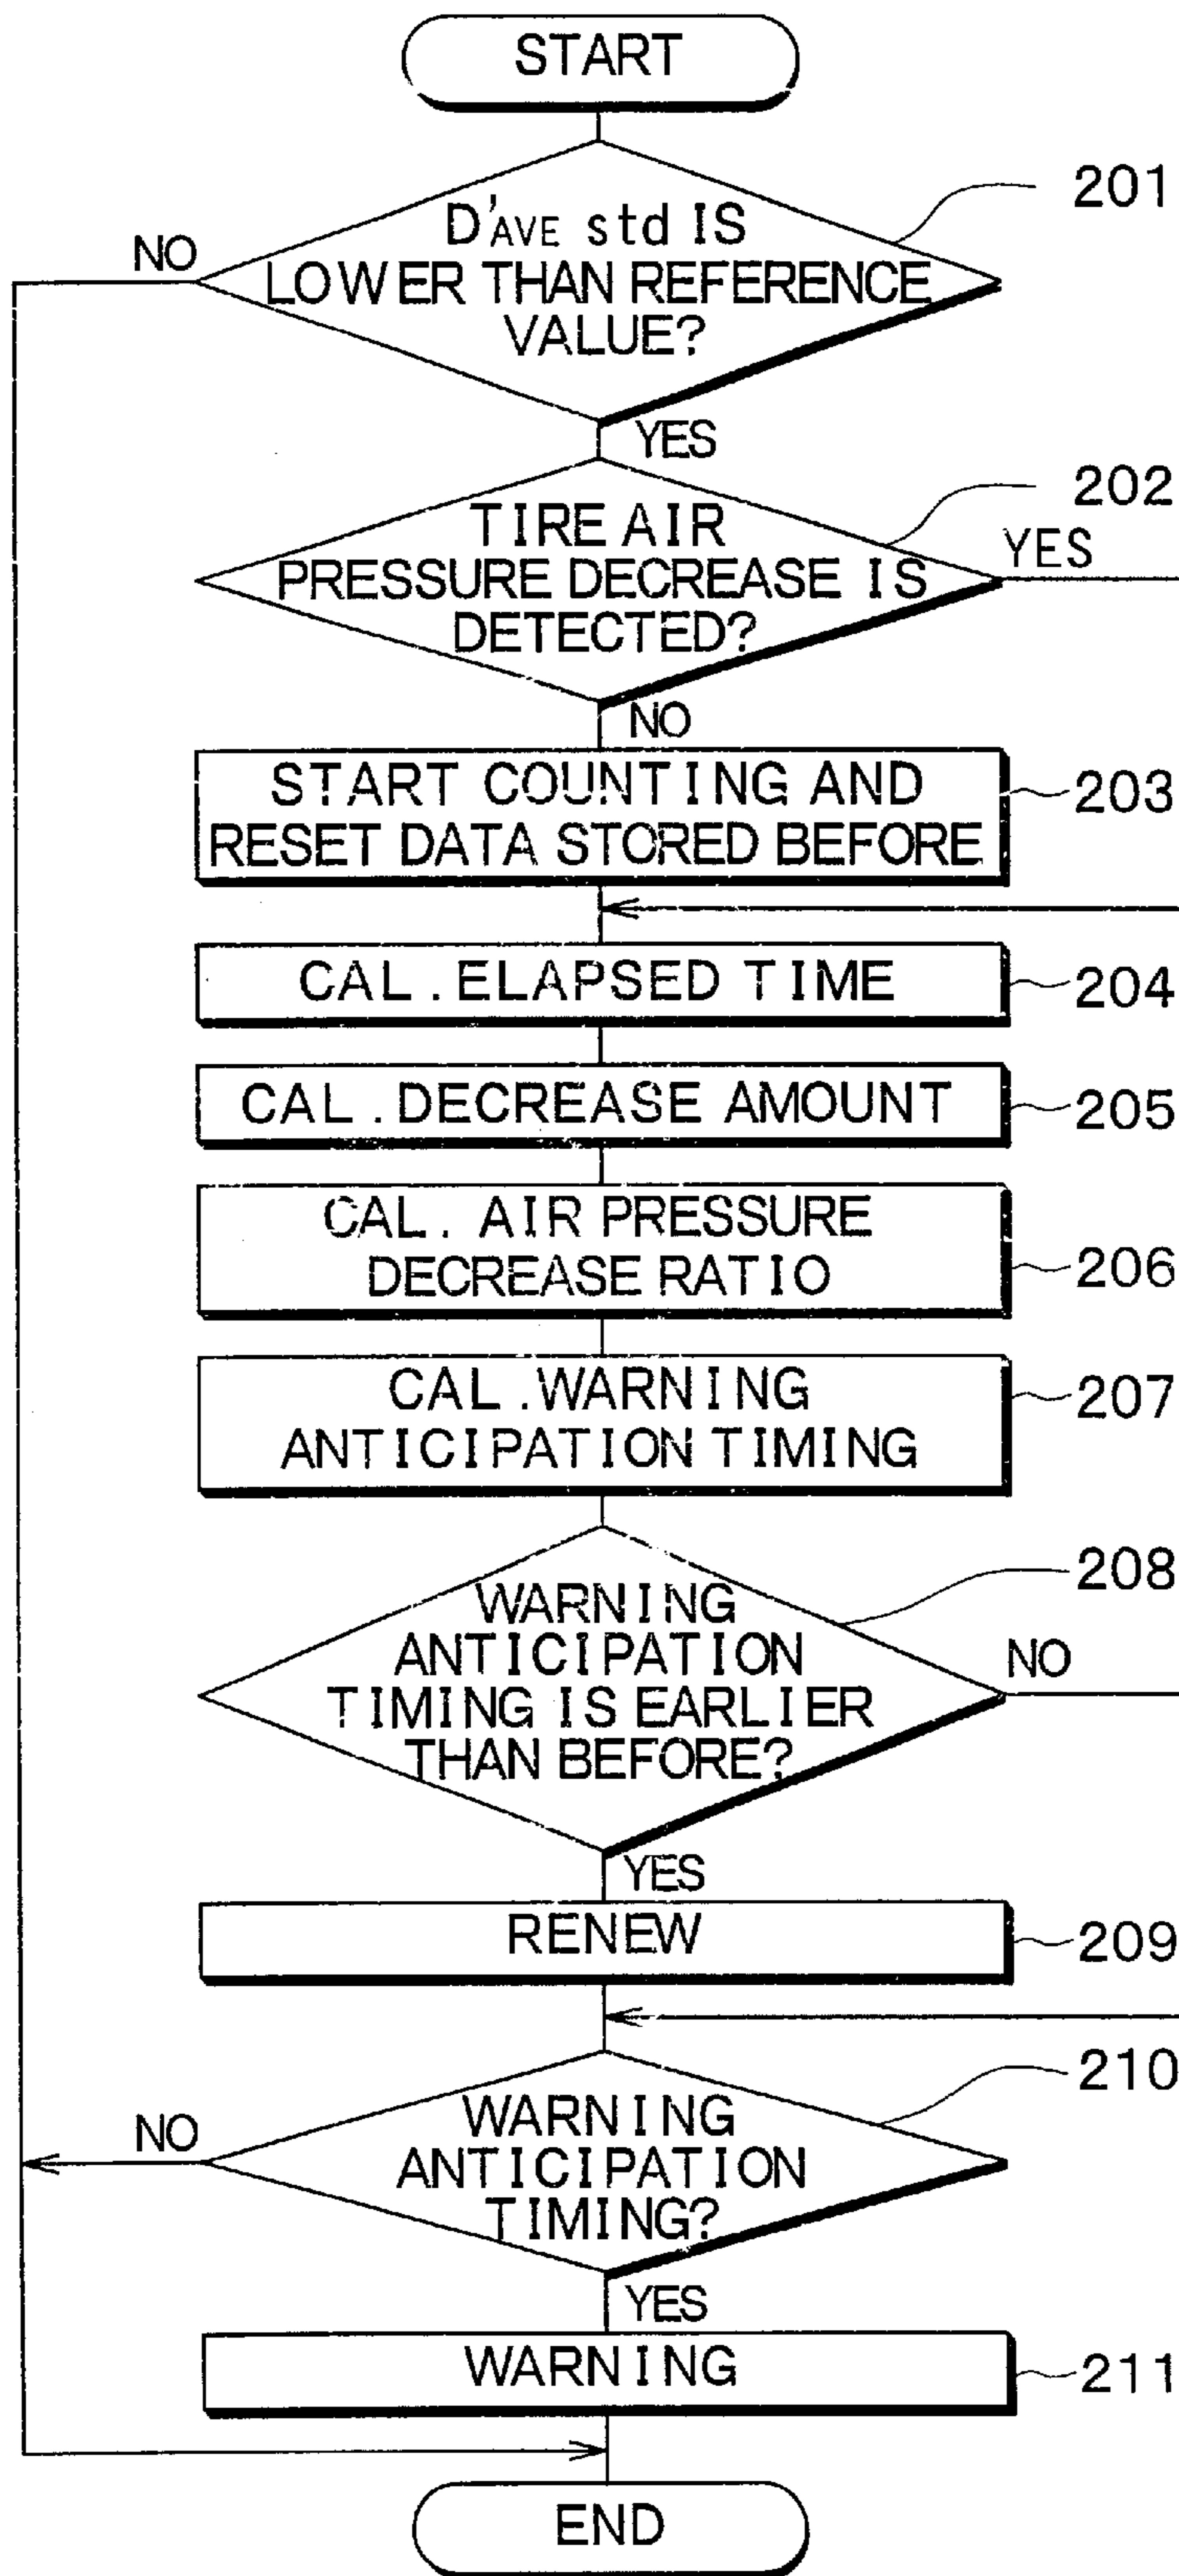 START
201
D'AVE std IS
NO
LOWER THAN REFERENCE
VALUE?
YES
202
TIRE AIR
YES
PRESSURE DECREASE IS
DETECTED?
NO
START COUNTING AND
203
RESET DATA STORED BEFORE
CAL. ELAPSED TIME
204
CAL. DECREASE AMOUNT
205
CAL. AIR PRESSURE
DECREASE RATIO
206
CAL. WARNING
207
ANTICIPATION TIMING
208
WARNING
ANTICIPATION
NO
TIMING IS EARLIER
THAN BEFORE?
YES
RENEW
209
210
WARNING
NO
ANTICIPATION
TIMING?
YES
WARNING
211
END